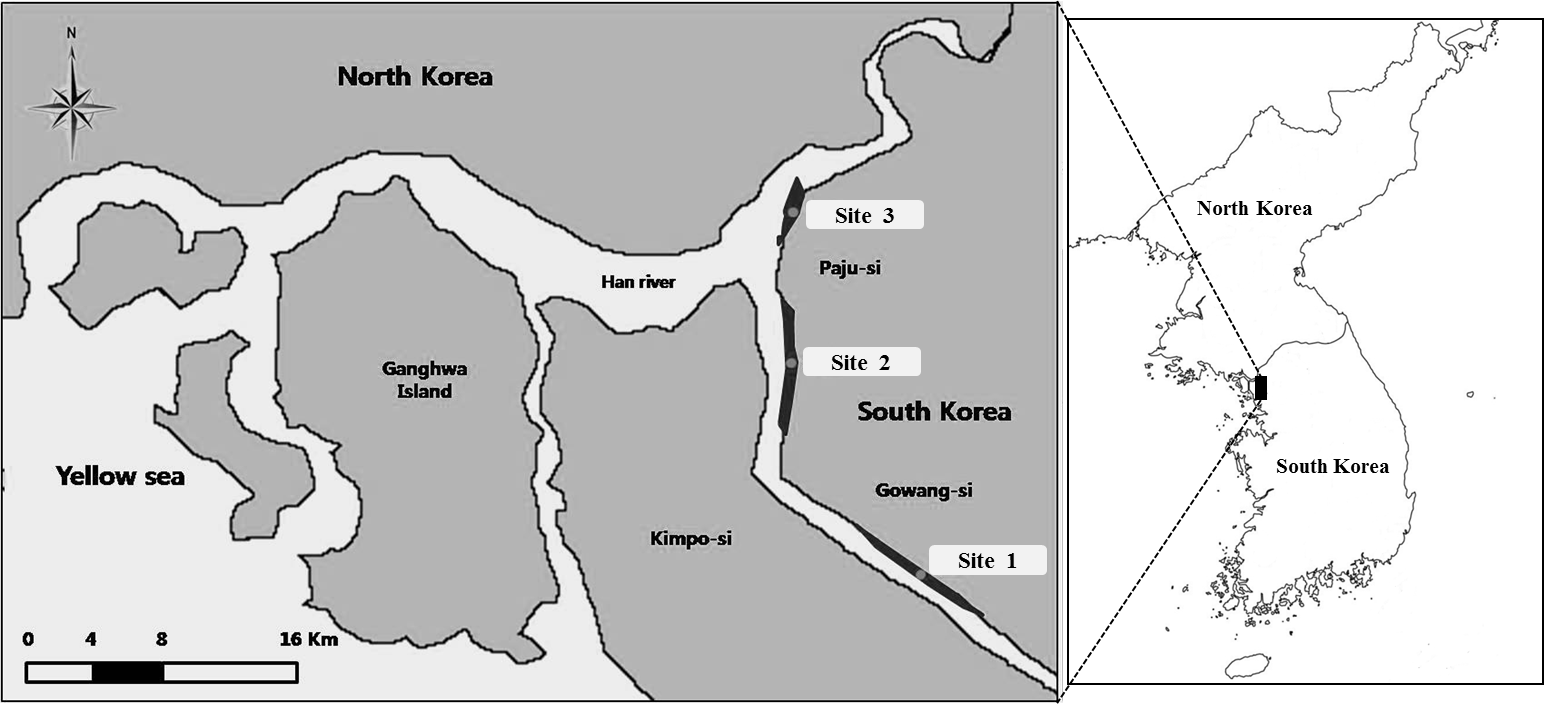 N
North Korea
Site 3
Paju-si
Han river
Site 2
Ganghwa
Island
South Korea
Yellow sea
Gowang-si
Kimpo-si
Site 1
0 4 8 16 Km
North Korea
South Korea